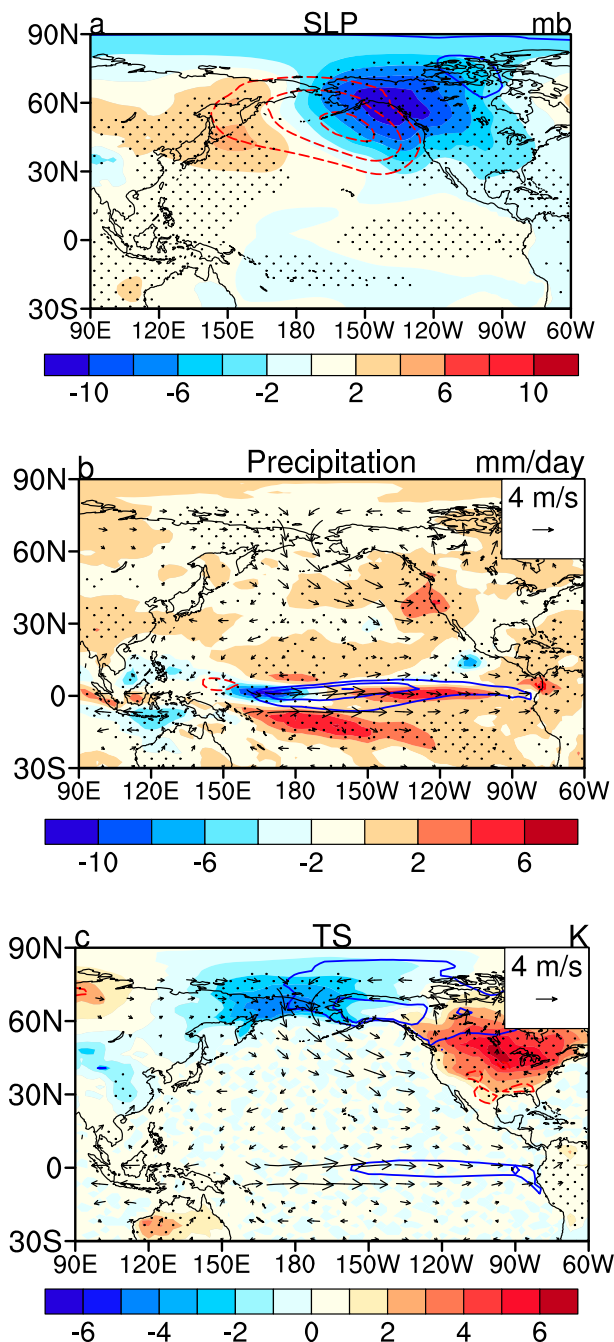 a SLP mb
90N
60N
30N
0
30S
90E 120E 150E 180 150W 120W 90W 60W
-10 -6 -2 2 6 10
b Precipitation mm/day
90N
4 m/s
60N
30N
0
30S
90E 120E 150E 180 150W 120W 90W 60W
-10 -6 -2 2 6
c TS K
90N
4 m/s
60N
30N
0
30S
90E 120E 150E 180 150W 120W 90W 60W
-6 -4 -2 0 2 4 6